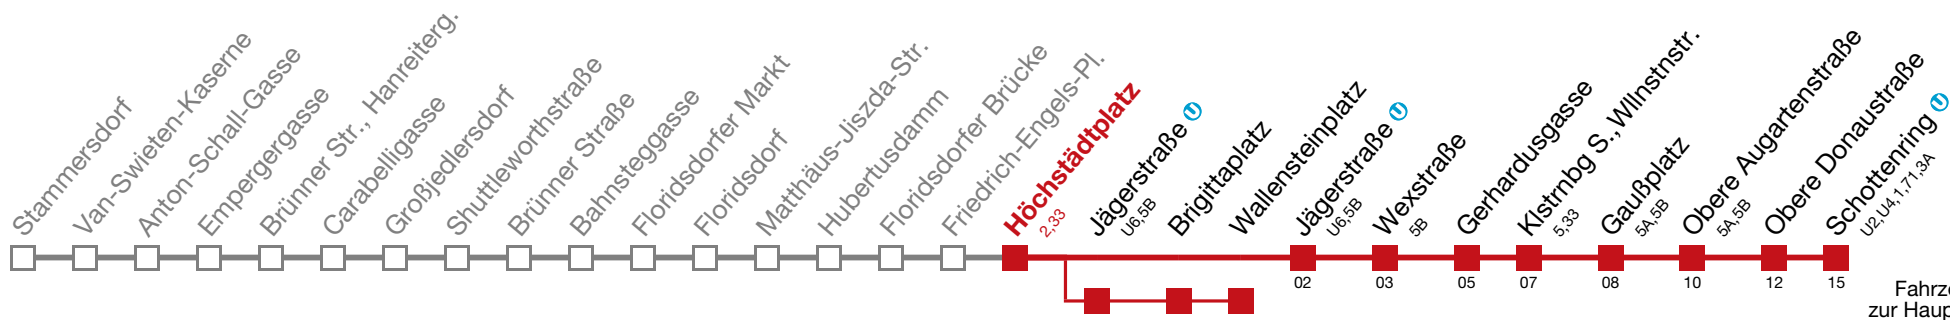 Stammersdorf
Van-Swieten-Kaserne
Anton-Schall-Gasse
Empergergasse
Brünner Str., Hanreiterg.
Carabelligasse
Großjedlersdorf
Shuttleworthstraße
Brünner Straße
Bahnsteggasse
Floridsdorfer Markt
Floridsdorf
Matthäus-Jiszda-Str.
Hubertusdamm
Floridsdorfer Brücke
Friedrich-Engels-Pl.
Höchstädtplatz
2,33
Jägerstraße U
U6,5B
Brigittaplatz
Wallensteinplatz
Jägerstraße U
U6,5B
Wexstraße
5B
Gerhardusgasse
Klstrnbg S., Wllnstnstr.
5,33
Gaußplatz
5A,5B
Obere Augartenstraße
5A,5B
Obere Donaustraße
Schottenring U
U2,U4,1,71,3A
02 03 05 07 08 10 12 15
Fahrze
zur Haup